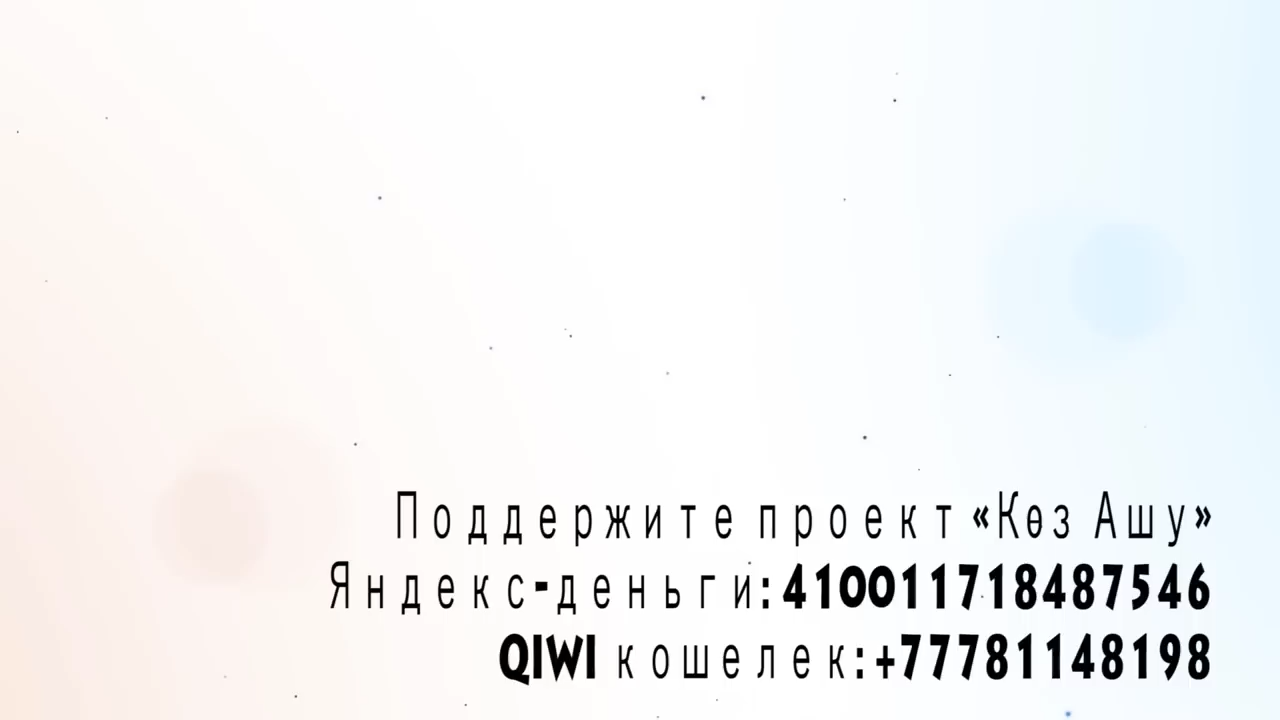 Поддержите проект «Көз Ашу»
Яндекс-деньги:410011718487546
QIWI кошелек:+77781148198